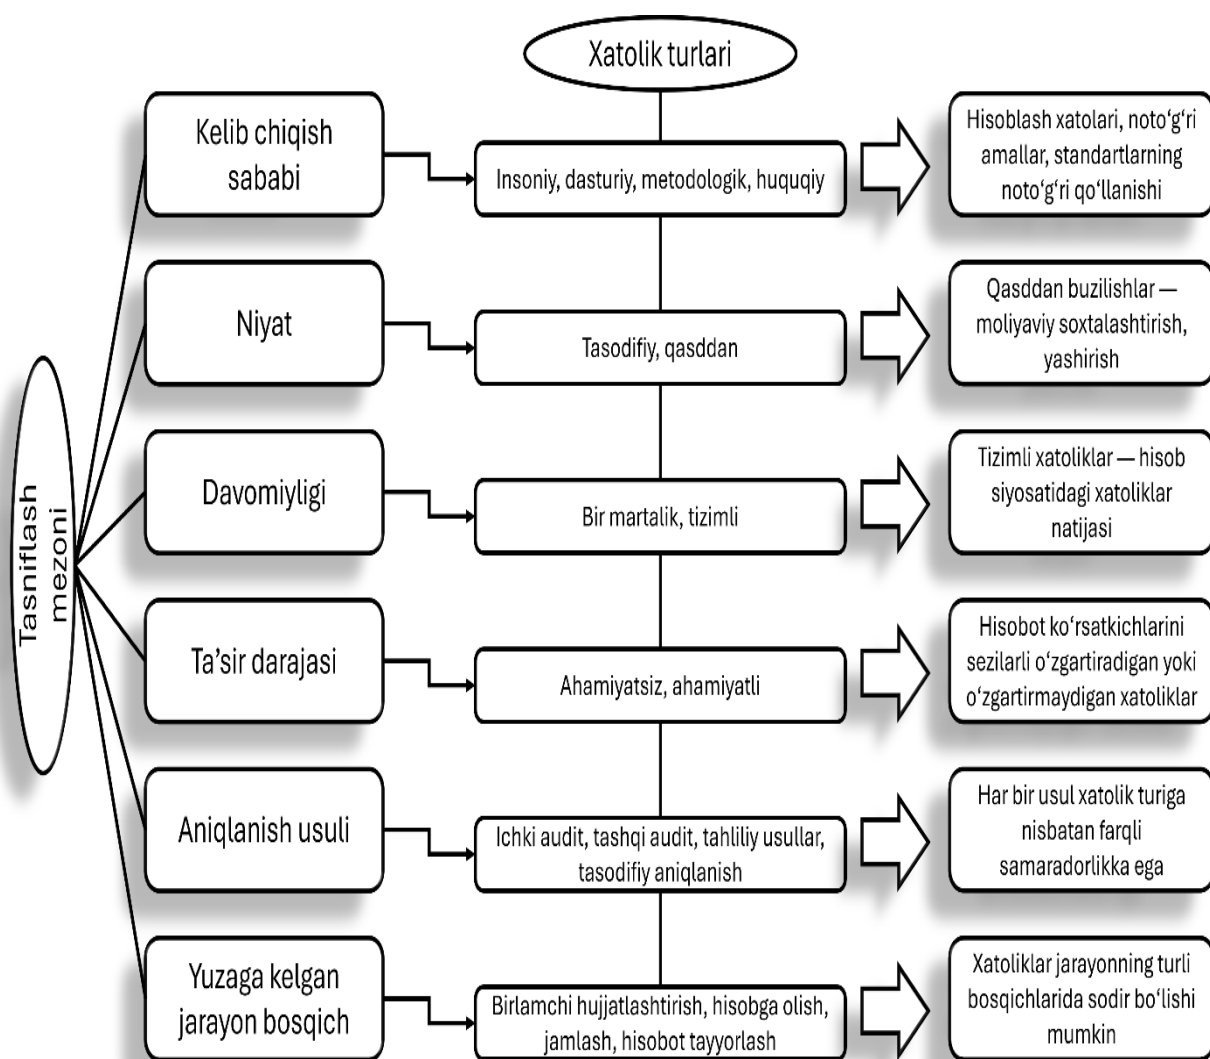 Xatolik turlari
Tasniflash
mezoni
Kelib chiqish
sababi
Insoniy, dasturiy, metodologik, huquqiy
Hisoblash xatolari, noto‘g‘ri
amallar, standartlarning
noto‘g‘ri qo‘llanishi
Niyat
Tasodifiy, qasddan
Qasddan buzilishlar —
moliyaviy soxtalashtirish,
yashirish
Davomiyligi
Bir martalik, tizimli
Tizimli xatoliklar — hisob
siyosatidagi xatoliklar
natijasi
Ta’sir darajasi
Ahamiyatsiz, ahamiyatli
Hisobot ko‘rsatkichlarini
sezilarli o‘zgartiradigan yoki
o‘zgartirmaydigan xatoliklar
Aniqlanish usuli
Ichki audit, tashqi audit, tahliliy usullar,
tasodifiy aniqlanish
Har bir usul xatolik turiga
nisbatan farqli
samaradorlikka ega
Yuzaga kelgan
jarayon bosqich
Birlamchi hujjatlashtirish, hisobga olish,
jamlash, hisobot tayyorlash
Xatoliklar jarayonning turli
bosqichlarida sodir bo‘lishi
mumkin